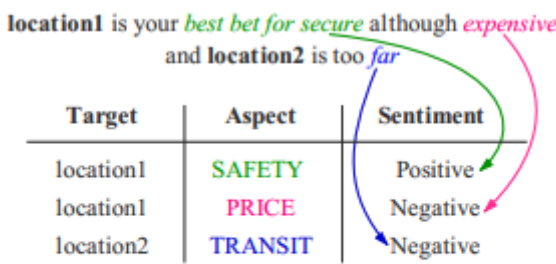 location1 is your best bet for secure although expensive
and location2 is too far
Target Aspect Sentiment
location1 SAFETY Positive
location1 PRICE Negative
location2 TRANSIT Negative